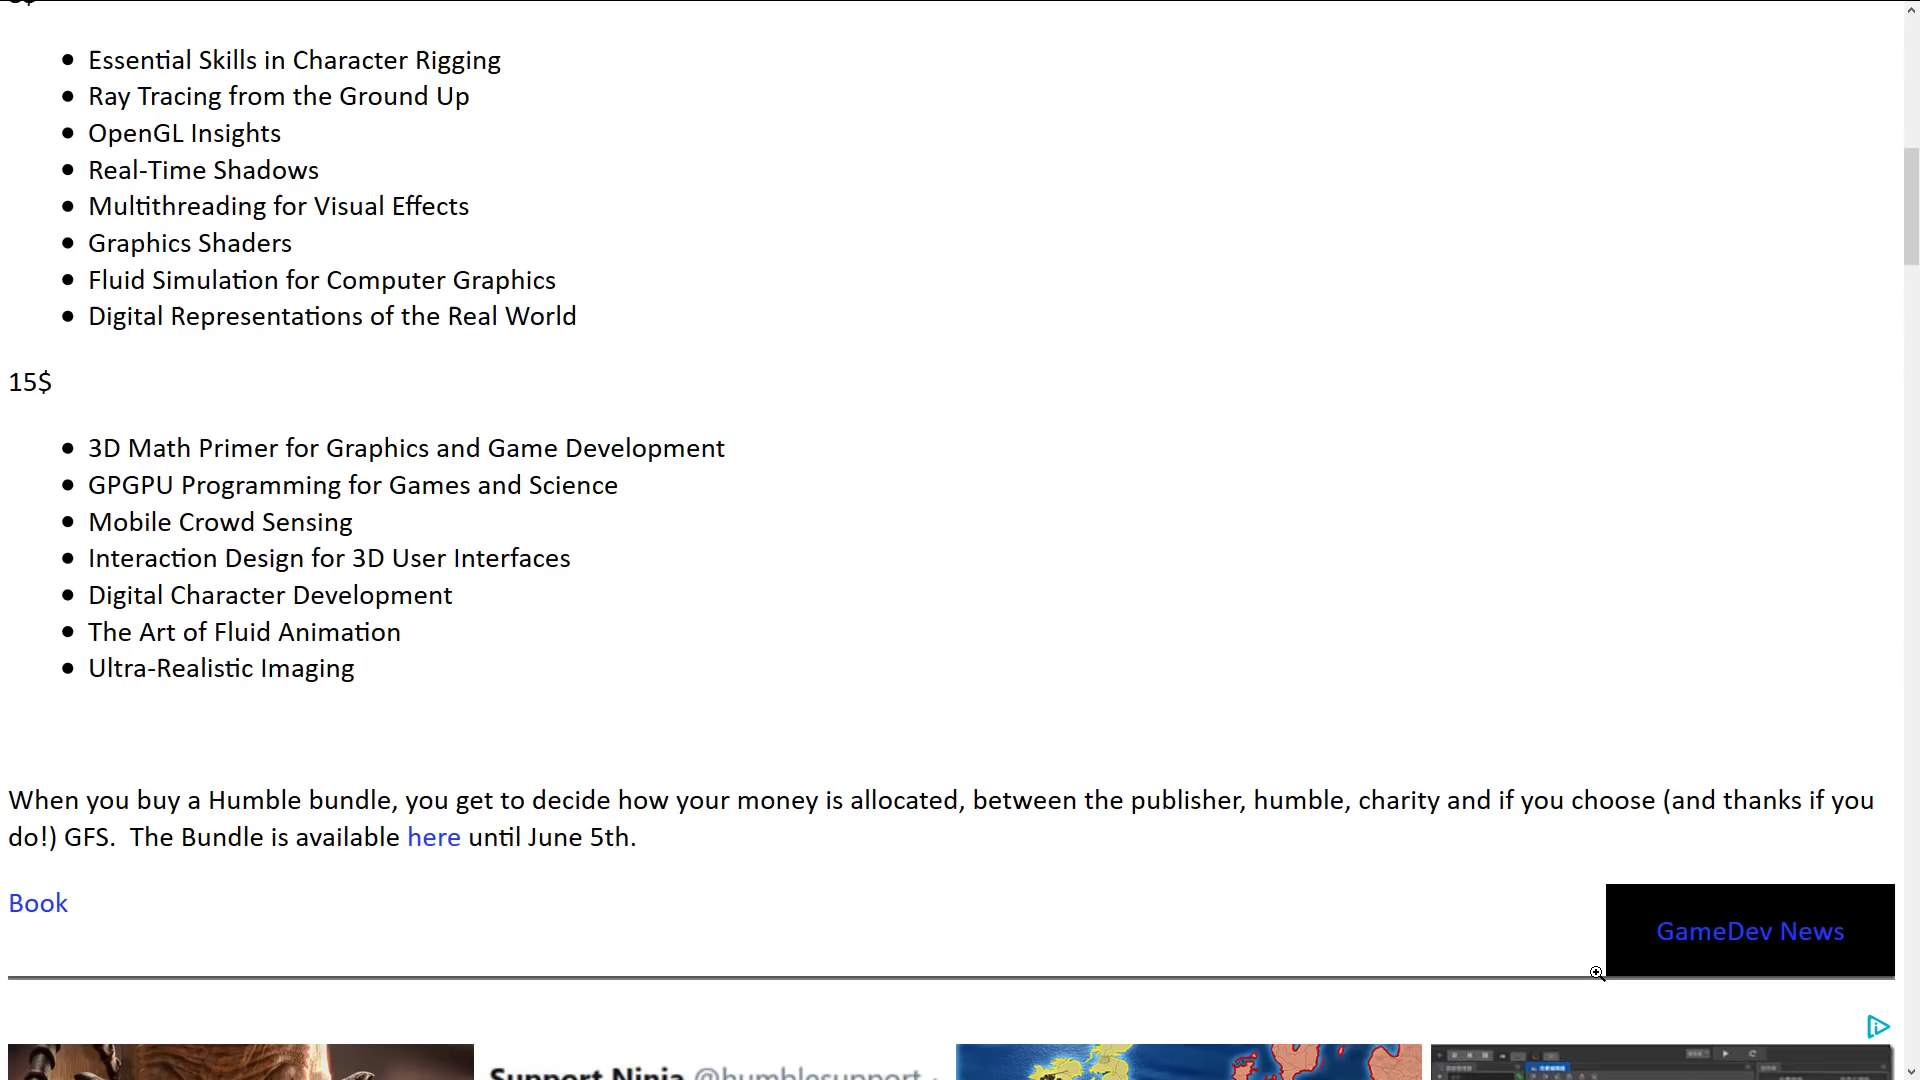 Essential Skills in Character Rigging
Ray Tracing from the Ground Up
OpenGL Insights
Real-Time Shadows
Multithreading for Visual Effects
Graphics Shaders
Fluid Simulation for Computer Graphics
Digital Representations of the Real World
15$
3D Math Primer for Graphics and Game Development
GPGPU Programming for Games and Science
Mobile Crowd Sensing
Interaction Design for 3D User Interfaces
Digital Character Development
The Art of Fluid Animation
Ultra-Realistic Imaging
When you buy a Humble bundle, you get to decide how your money is allocated, between the publisher, humble, charity and if you choose (and thanks if you
do!) GFS.  The Bundle is available here until June 5th.
Book
GameDev News
Support Ninja @humblesupport